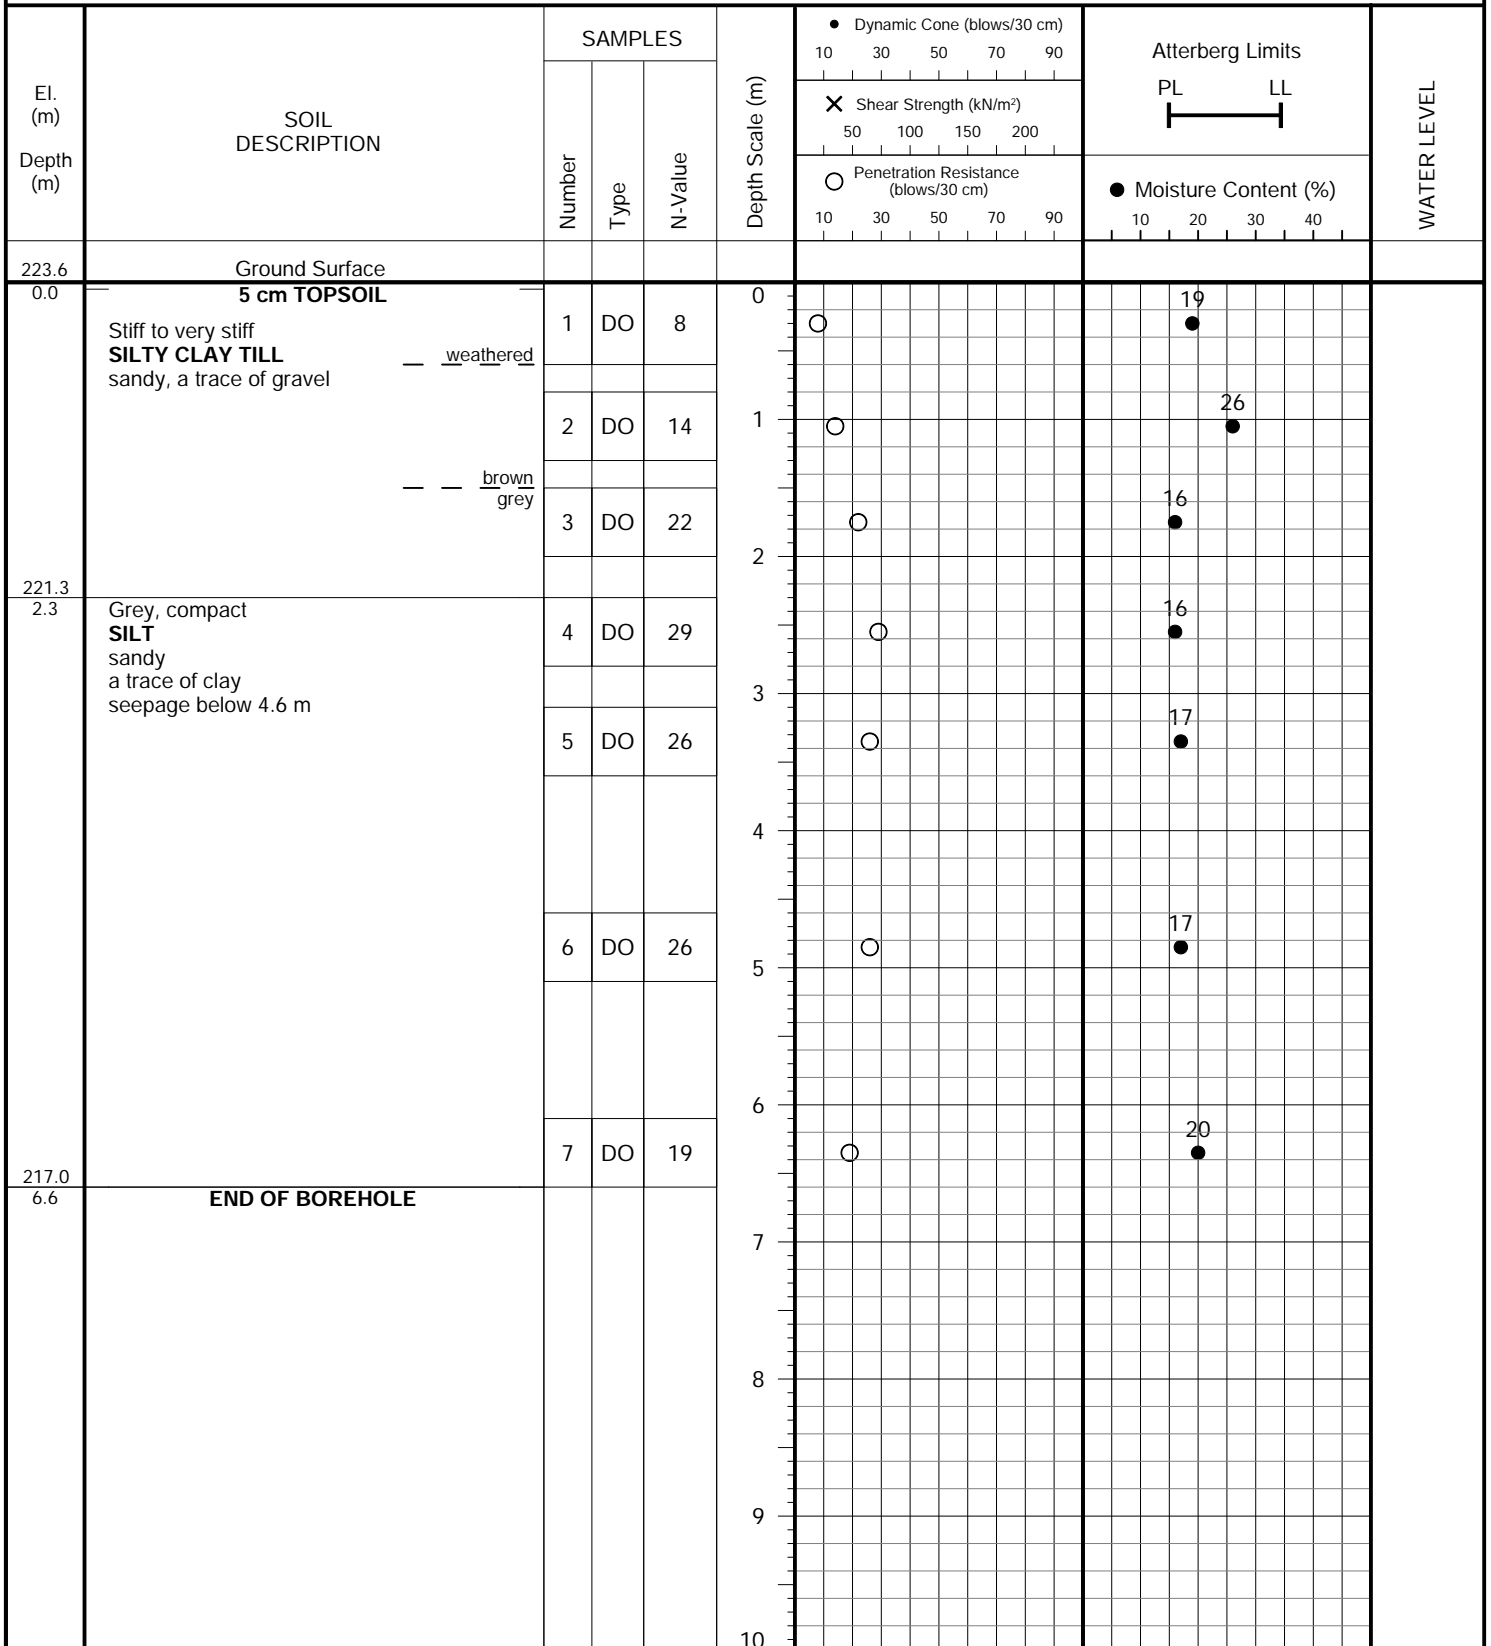 El.
(m)
Depth
(m)
SOIL
DESCRIPTION
SAMPLES
Number
Type
N-Value
Depth Scale (m)
● Dynamic Cone (blows/30 cm)
10 30 50 70 90
✕ Shear Strength (kN/m²)
50 100 150 200
○ Penetration Resistance
(blows/30 cm)
10 30 50 70 90
Atterberg Limits
PL LL
● Moisture Content (%)
10 20 30 40
WATER LEVEL
223.6 Ground Surface
0.0 5 cm TOPSOIL 0
19
Stiff to very stiff 1 DO 8
SILTY CLAY TILL weathered
sandy, a trace of gravel
26
1
2 DO 14
brown
grey
16
3 DO 22
2
221.3
2.3 Grey, compact 16
SILT 4 DO 29
sandy
a trace of clay
3
seepage below 4.6 m
17
5 DO 26
4
17
6 DO 26
5
6
20
7 DO 19
217.0
6.6 END OF BOREHOLE
7
8
9
10